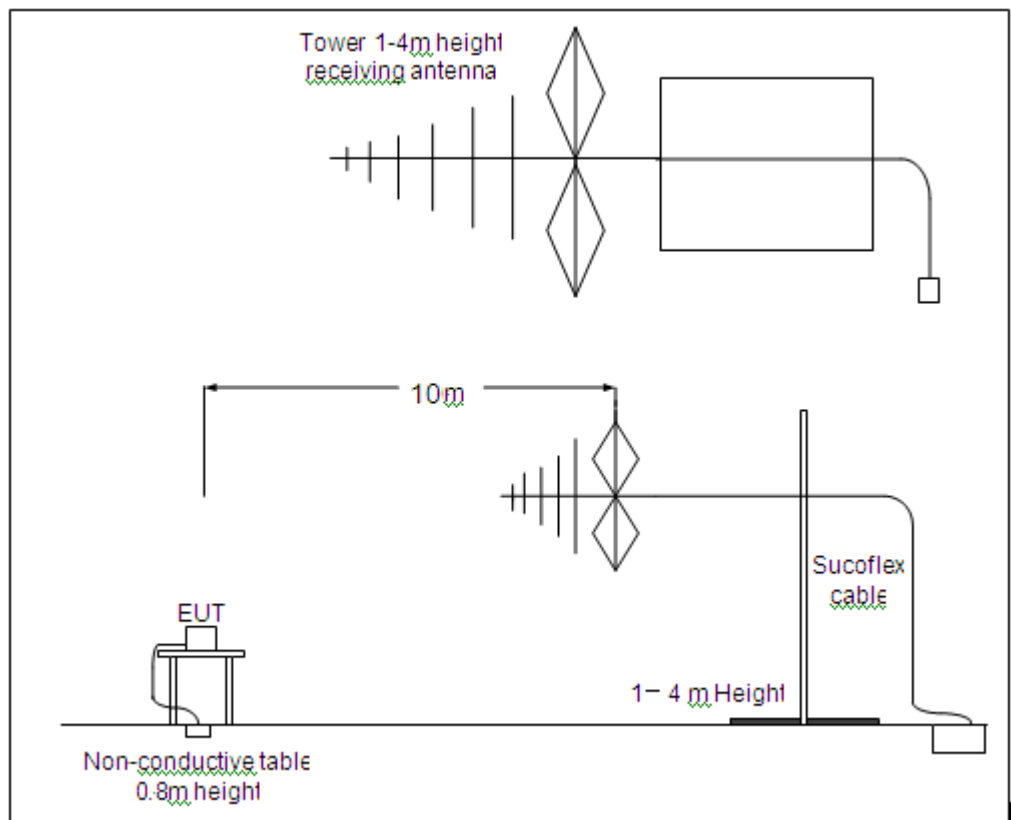 Tower 1-4m height
receiving antenna
10m
Sucoflex
cable
EUT
1– 4 m Height
Non-conductive table
0.8m height